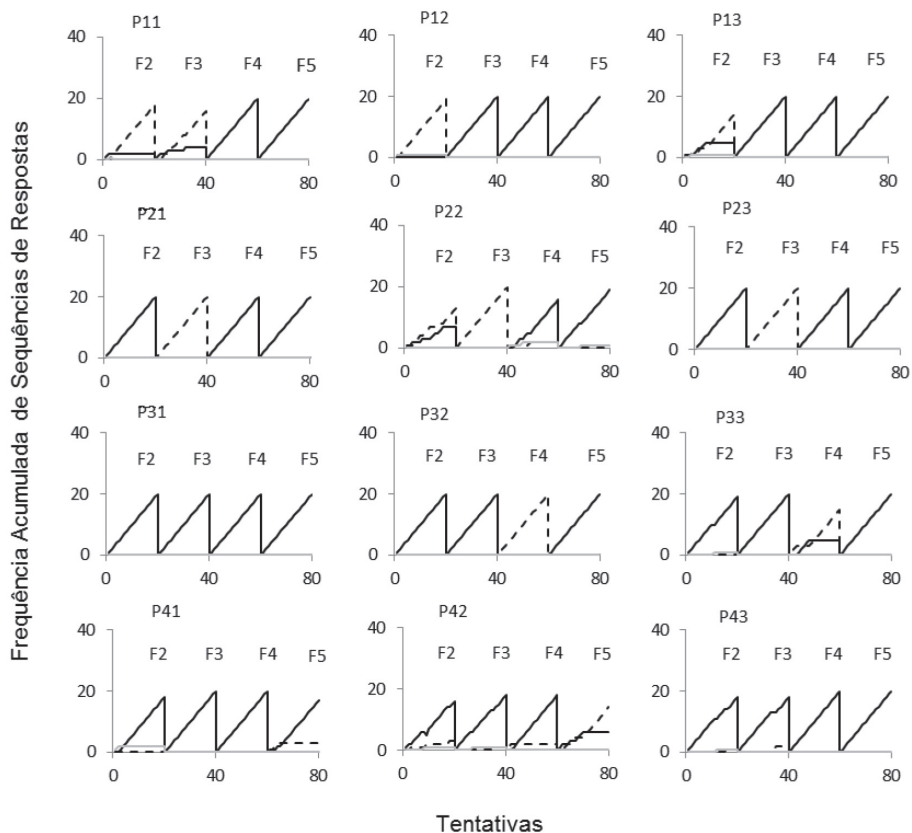 Frequência Acumulada de Sequências de Respostas
P11
40
20
0
F2 F3 F4 F5
0 40 80
P12
40
20
0
F2 F3 F4 F5
0 40 80
P13
40
20
0
F2 F3 F4 F5
0 40 80
P21
40
20
0
F2 F3 F4 F5
0 40 80
P22
40
20
0
F2 F3 F4 F5
0 40 80
P23
40
20
0
F2 F3 F4 F5
0 40 80
P31
40
20
0
F2 F3 F4 F5
0 40 80
P32
40
20
0
F2 F3 F4 F5
0 40 80
P33
40
20
0
F2 F3 F4 F5
0 40 80
P41
40
20
0
F2 F3 F4 F5
0 40 80
P42
40
20
0
F2 F3 F4 F5
0 40 80
P43
40
20
0
F2 F3 F4 F5
0 40 80
Tentativas